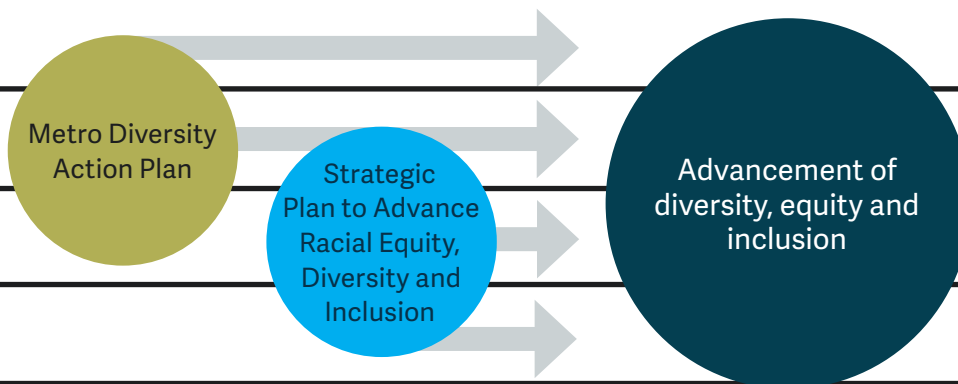 Metro Diversity
Action Plan
Strategic
Plan to Advance
Racial Equity,
Diversity and
Inclusion
Advancement of
diversity, equity and
inclusion